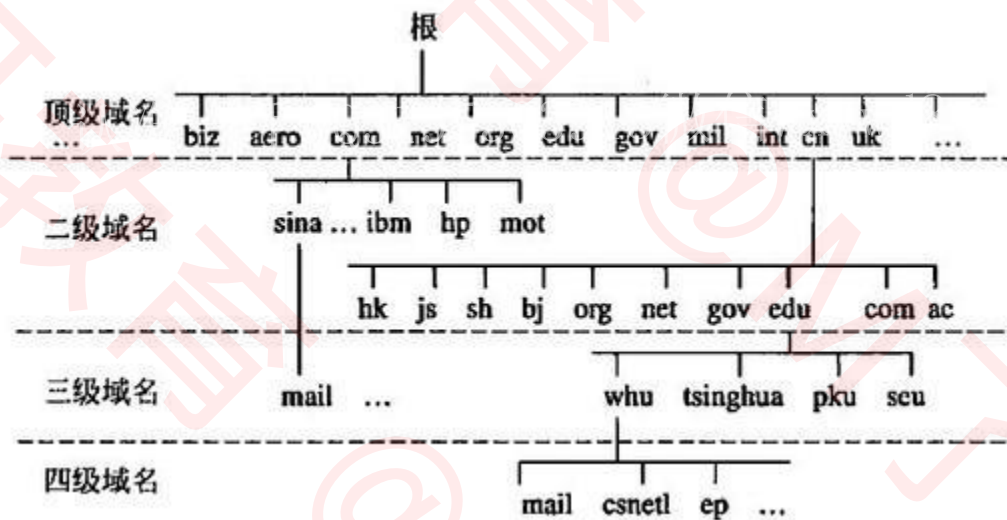 根
顶级域名
... biz aero com net org edu gov mil int cn uk ...
二级域名 sina ... ibm hp mot
hk js sh bj org net gov edu com ac
三级域名 mail ... whu tsinghua pku seu
四级域名 mail csnetl ep ...